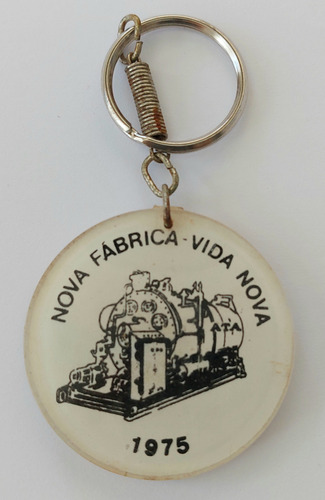 NOVA FÁBRICA - VIDA NOVA
ATA
1975